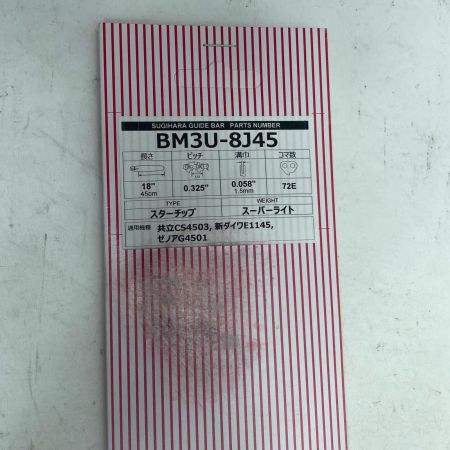 SUGIHARA GUIDE BAR PARTS NUMBER
BM3U-8J45
長さ ピッチ 溝巾 コマ数
18" 0.325" 0.058" 72E
45cm 1.5mm
TYPE WEIGHT
スターチップ スーパーライト
適用機種 共立CS4503, 新ダイワE1145,
ゼノアG4501